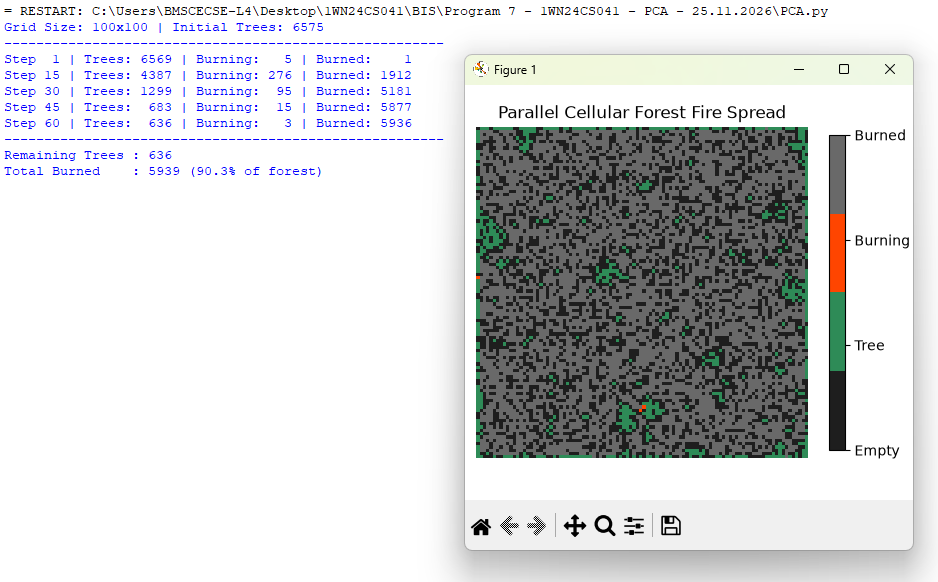 = RESTART: C:\Users\BMSCECSE-L4\Desktop\1WN24CS041\BIS\Program 7 - 1WN24CS041 - PCA - 25.11.2026\PCA.py
Grid Size: 100x100 | Initial Trees: 6575
-------------------------------------------------------
Step  1 | Trees: 6569 | Burning:   5 | Burned:    1
Step 15 | Trees: 4387 | Burning: 276 | Burned: 1912
Step 30 | Trees: 1299 | Burning:  95 | Burned: 5181
Step 45 | Trees:  683 | Burning:  15 | Burned: 5877
Step 60 | Trees:  636 | Burning:   3 | Burned: 5936
-------------------------------------------------------
Remaining Trees : 636
Total Burned    : 5939 (90.3% of forest)
Figure 1
Parallel Cellular Forest Fire Spread
Burned
Burning
Tree
Empty